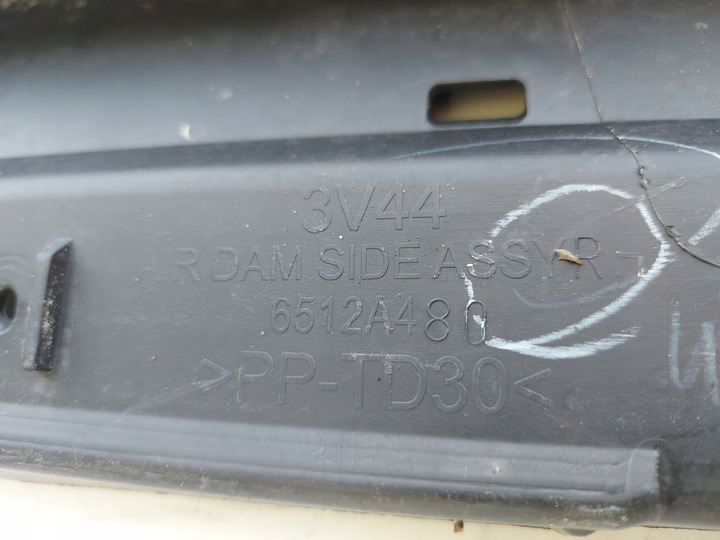 3V44
AIR DAM SIDE ASSY R
6512A480
>PP-TD30<